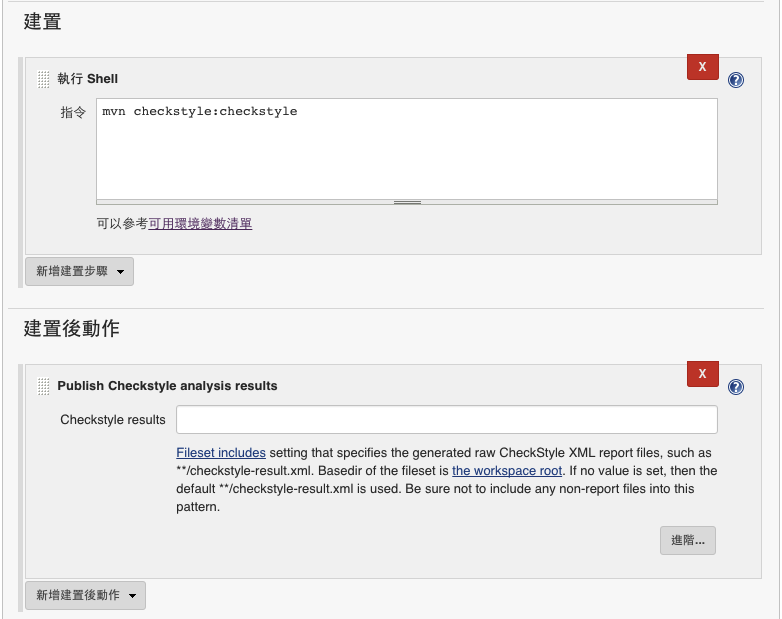 建置
執行 Shell
X
?
指令
mvn checkstyle:checkstyle
可以參考可用環境變數清單
新增建置步驟
建置後動作
Publish Checkstyle analysis results
X
?
Checkstyle results
Fileset includes setting that specifies the generated raw CheckStyle XML report files, such as
**/checkstyle-result.xml. Basedir of the fileset is the workspace root. If no value is set, then the
default **/checkstyle-result.xml is used. Be sure not to include any non-report files into this
pattern.
進階...
新增建置後動作